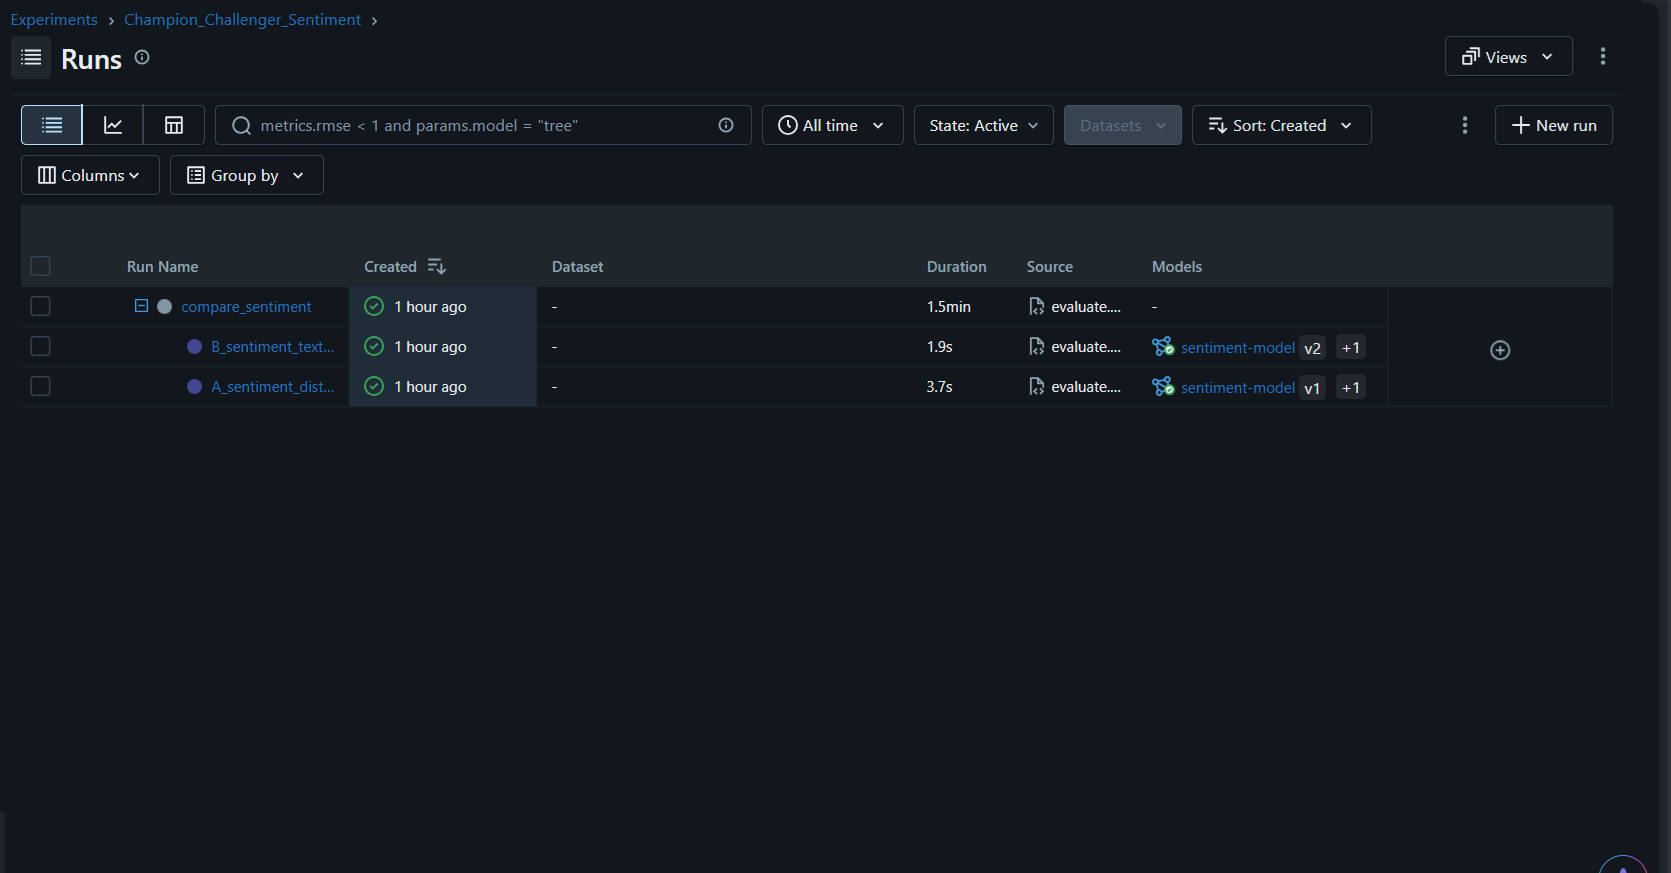 Experiments › Champion_Challenger_Sentiment ›
Runs
Views
metrics.rmse < 1 and params.model = "tree"
All time
State: Active
Datasets
Sort: Created
New run
Columns
Group by
Run Name Created Dataset Duration Source Models
compare_sentiment 1 hour ago - 1.5min evaluate.... -
B_sentiment_text... 1 hour ago - 1.9s evaluate.... sentiment-model v2 +1
A_sentiment_dist... 1 hour ago - 3.7s evaluate.... sentiment-model v1 +1